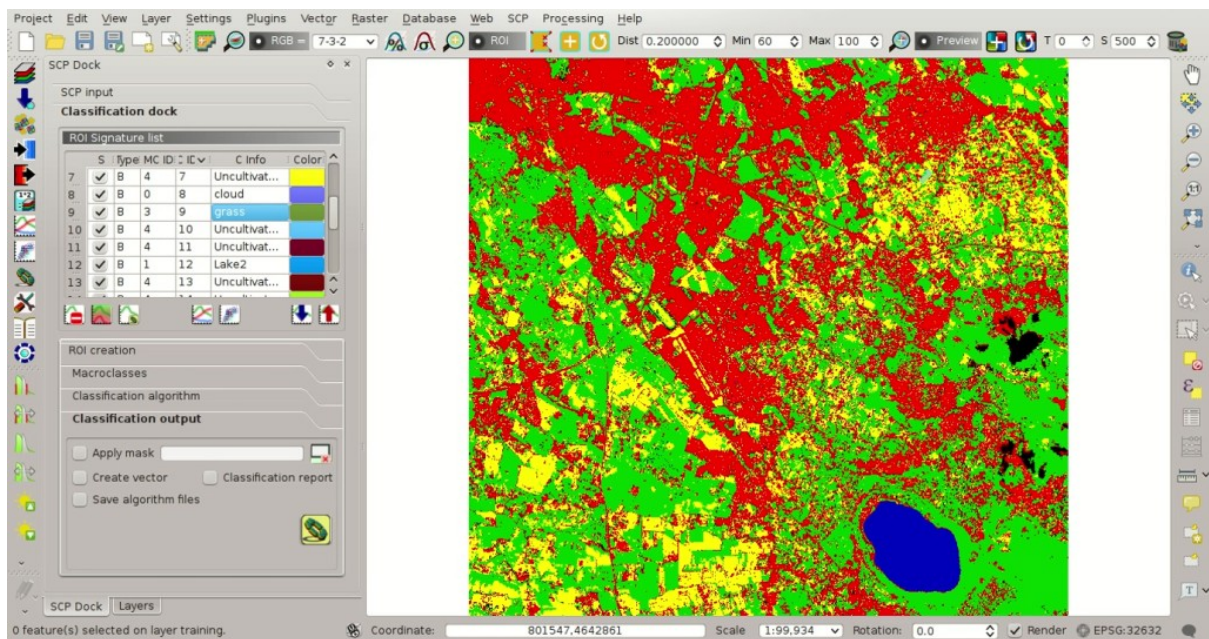 Project Edit View Layer Settings Plugins Vector Raster Database Web SCP Processing Help
RGB = 7-3-2 ROI Dist 0.200000 Min 60 Max 100 Preview T 0 S 500
SCP Dock
SCP input
Classification dock
ROI Signature list
S Type MC ID C ID C Info Color
7 B 4 7 Uncultivat...
8 B 0 8 cloud
9 B 3 9 grass
10 B 4 10 Uncultivat...
11 B 4 11 Uncultivat...
12 B 1 12 Lake2
13 B 4 13 Uncultivat...
ROI creation
Macroclasses
Classification algorithm
Classification output
Apply mask
Create vector Classification report
Save algorithm files
SCP Dock Layers
0 feature(s) selected on layer training. Coordinate: 801547,4642861 Scale 1:99,934 Rotation: 0.0 Render EPSG:32632